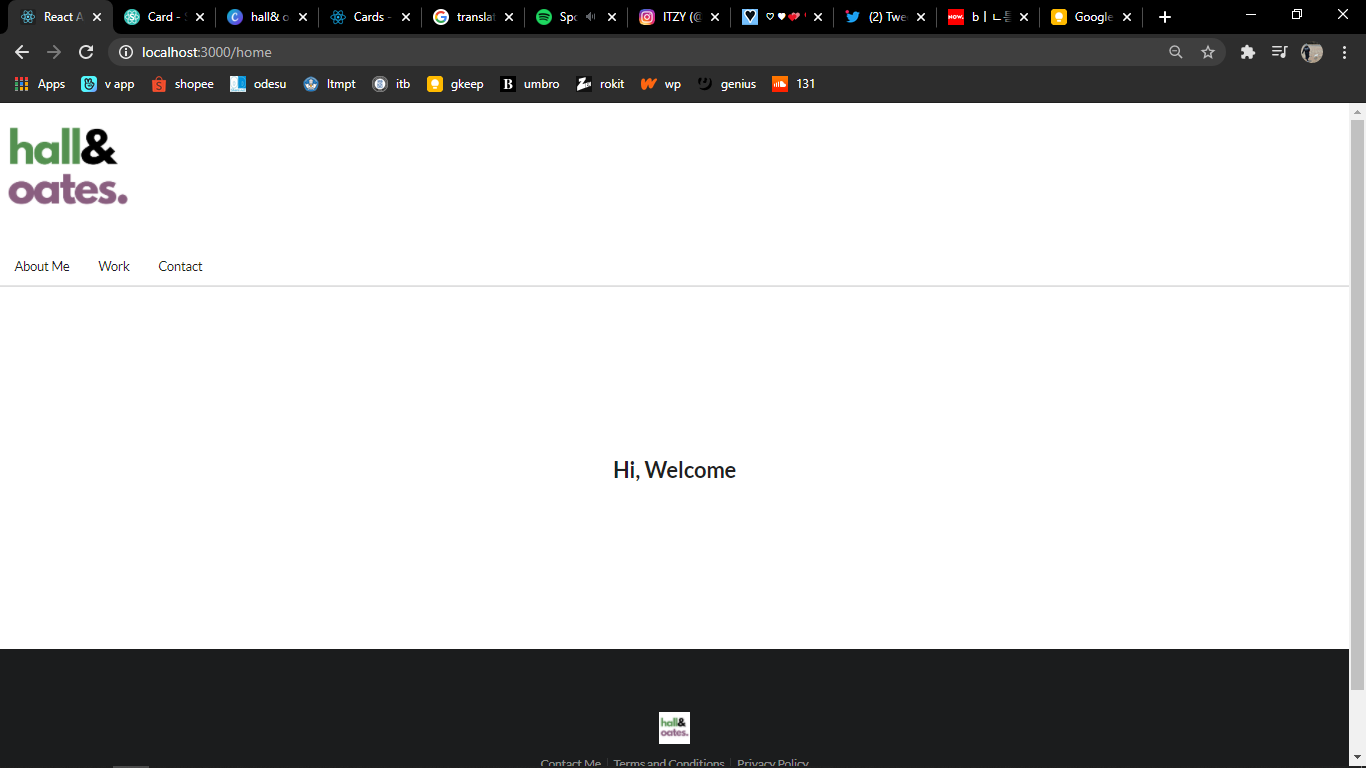 React A
Card - S
hall& o
Cards -
translat
Spo
ITZY (@
(2) Twe
Google
localhost:3000/home
Apps
v app
shopee
odesu
ltmpt
itb
gkeep
umbro
rokit
wp
genius
131
hall&
oates.
About Me
Work
Contact
Hi, Welcome
hall&
oates.
Contact Me
Terms and Conditions
Privacy Policy